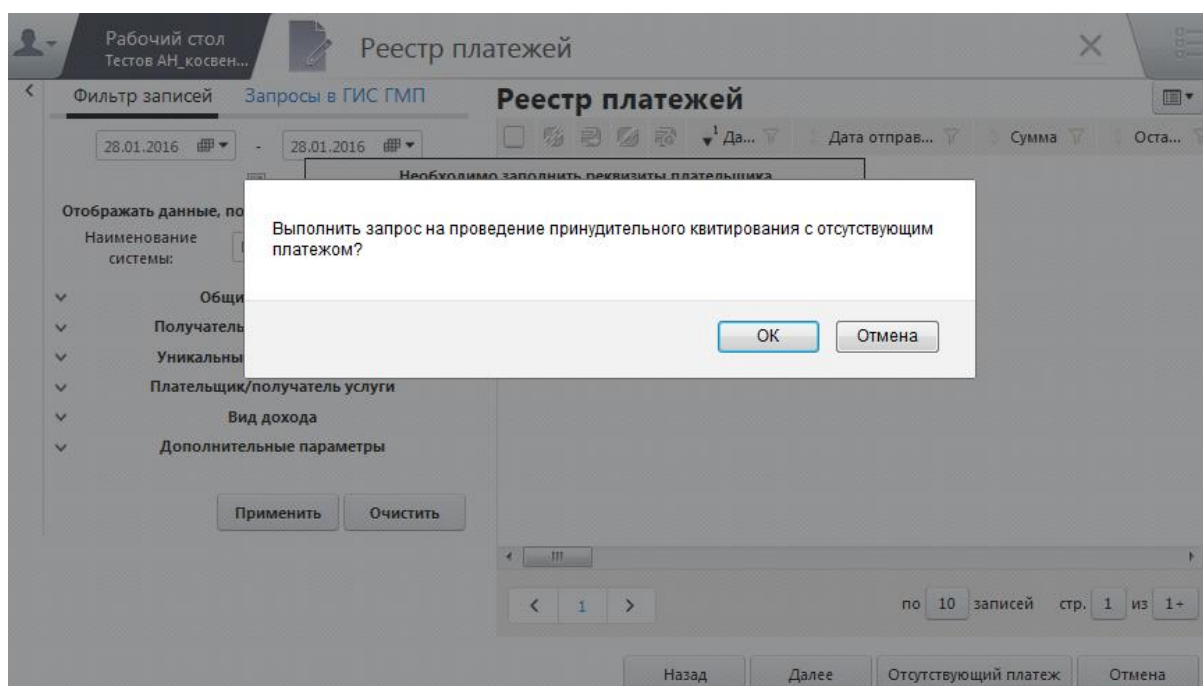 Рабочий стол
Тестов АН_косвен...
Реестр платежей
Фильтр записей
Запросы в ГИС ГМП
28.01.2016 - 28.01.2016
Отображать данные, по
Наименование
системы:
Общи
Получатель
Уникальны
Плательщик/получатель услуги
Вид дохода
Дополнительные параметры
Применить Очистить
Реестр платежей
1 Да... Дата отправ... Сумма Оста...
Необходимо заполнить реквизиты плательщика
Выполнить запрос на проведение принудительного квитирования с отсутствующим
платежом?
ОК Отмена
1
по 10 записей стр. 1 из 1+
Назад Далее Отсутствующий платеж Отмена